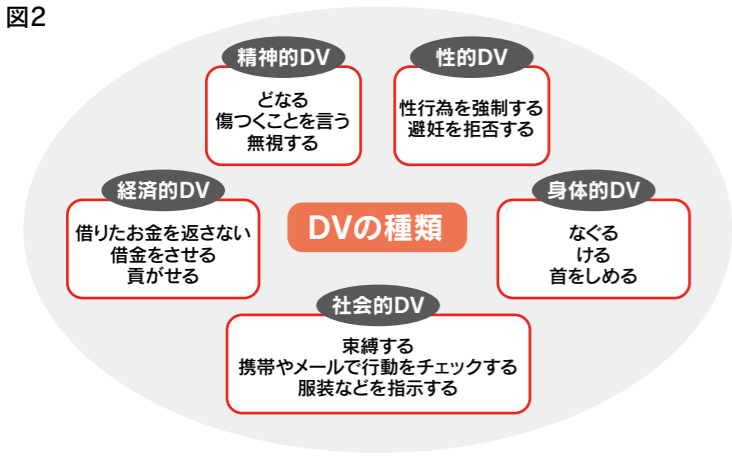 図2
精神的DV
どなる
傷つくことを言う
無視する
性的DV
性行為を強制する
避妊を拒否する
経済的DV
借りたお金を返さない
借金をさせる
貢がせる
DVの種類
身体的DV
なぐる
ける
首をしめる
社会的DV
束縛する
携帯やメールで行動をチェックする
服装などを指示する